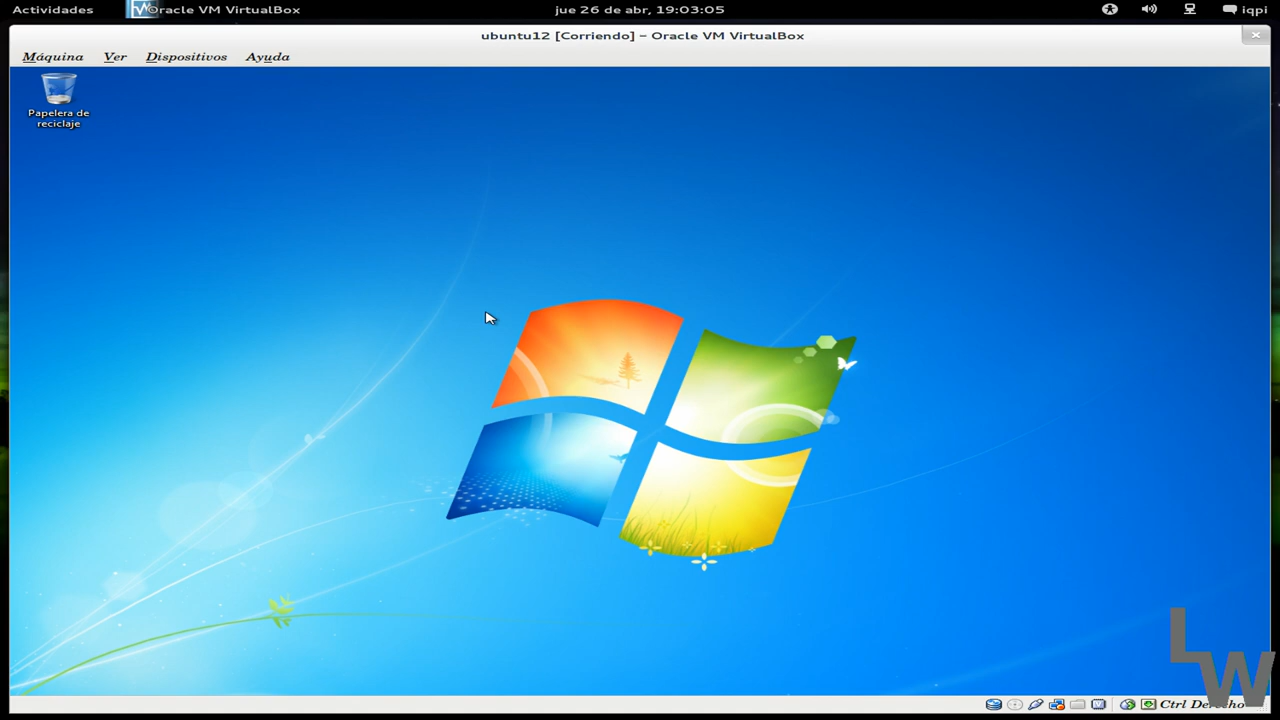 Actividades Oracle VM VirtualBox jue 26 de abr, 19:03:05 iqpi
ubuntu12 [Corriendo] – Oracle VM VirtualBox
Máquina Ver Dispositivos Ayuda
Papelera de
reciclaje
LW
Ctrl Derecho